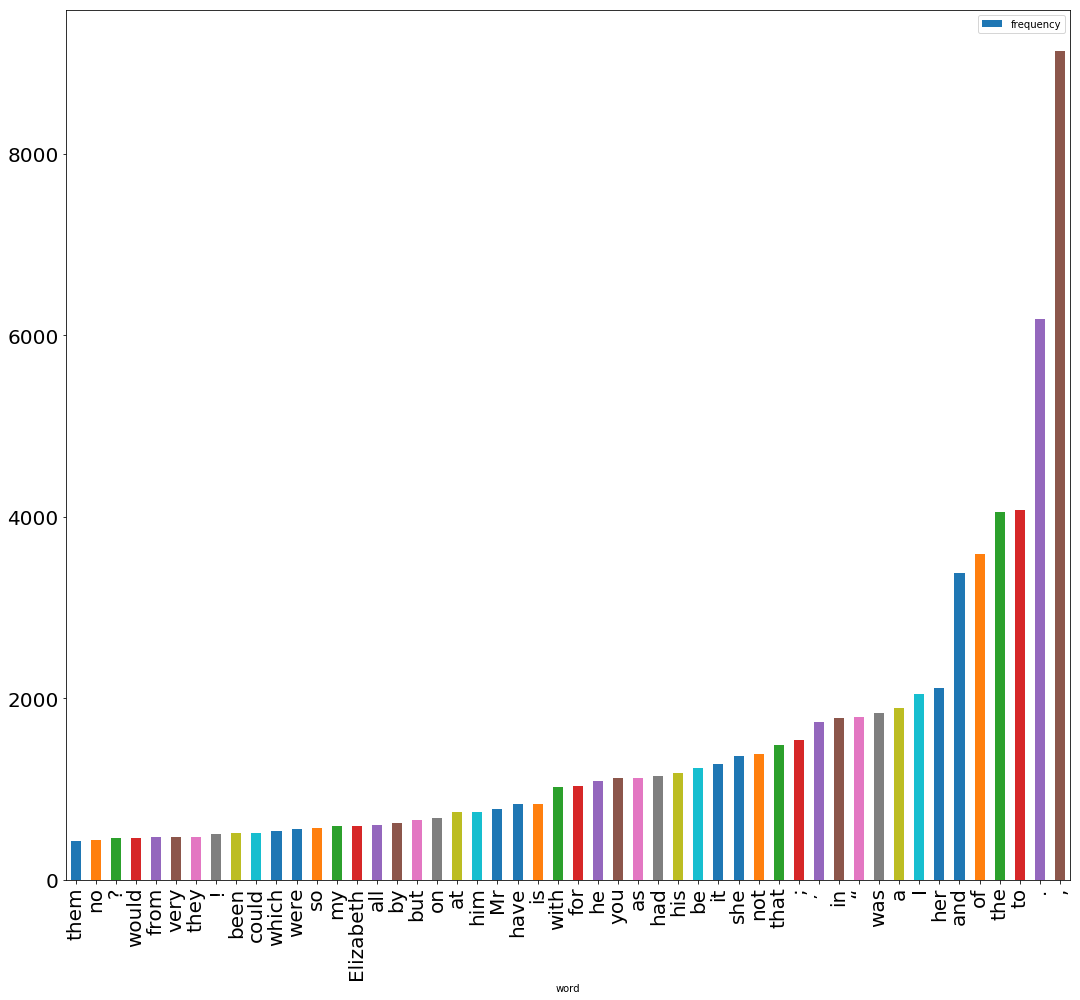 frequency
8000
6000
4000
2000
0
them
no
?
would
from
very
they
!
been
could
which
were
so
my
Elizabeth
all
by
but
on
at
him
Mr
have
is
with
for
he
you
as
had
his
be
it
she
not
that
;
’
in
“
was
a
I
her
and
of
the
to
.
,
word